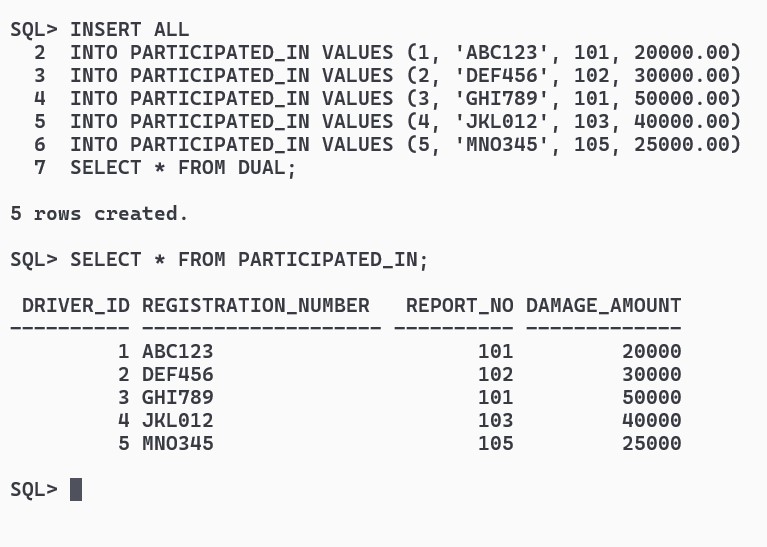 SQL> INSERT ALL
  2  INTO PARTICIPATED_IN VALUES (1, 'ABC123', 101, 20000.00)
  3  INTO PARTICIPATED_IN VALUES (2, 'DEF456', 102, 30000.00)
  4  INTO PARTICIPATED_IN VALUES (3, 'GHI789', 101, 50000.00)
  5  INTO PARTICIPATED_IN VALUES (4, 'JKL012', 103, 40000.00)
  6  INTO PARTICIPATED_IN VALUES (5, 'MNO345', 105, 25000.00)
  7  SELECT * FROM DUAL;

5 rows created.

SQL> SELECT * FROM PARTICIPATED_IN;

 DRIVER_ID REGISTRATION_NUMBER   REPORT_NO DAMAGE_AMOUNT
---------- -------------------- ---------- -------------
         1 ABC123                      101         20000
         2 DEF456                      102         30000
         3 GHI789                      101         50000
         4 JKL012                      103         40000
         5 MNO345                      105         25000

SQL>